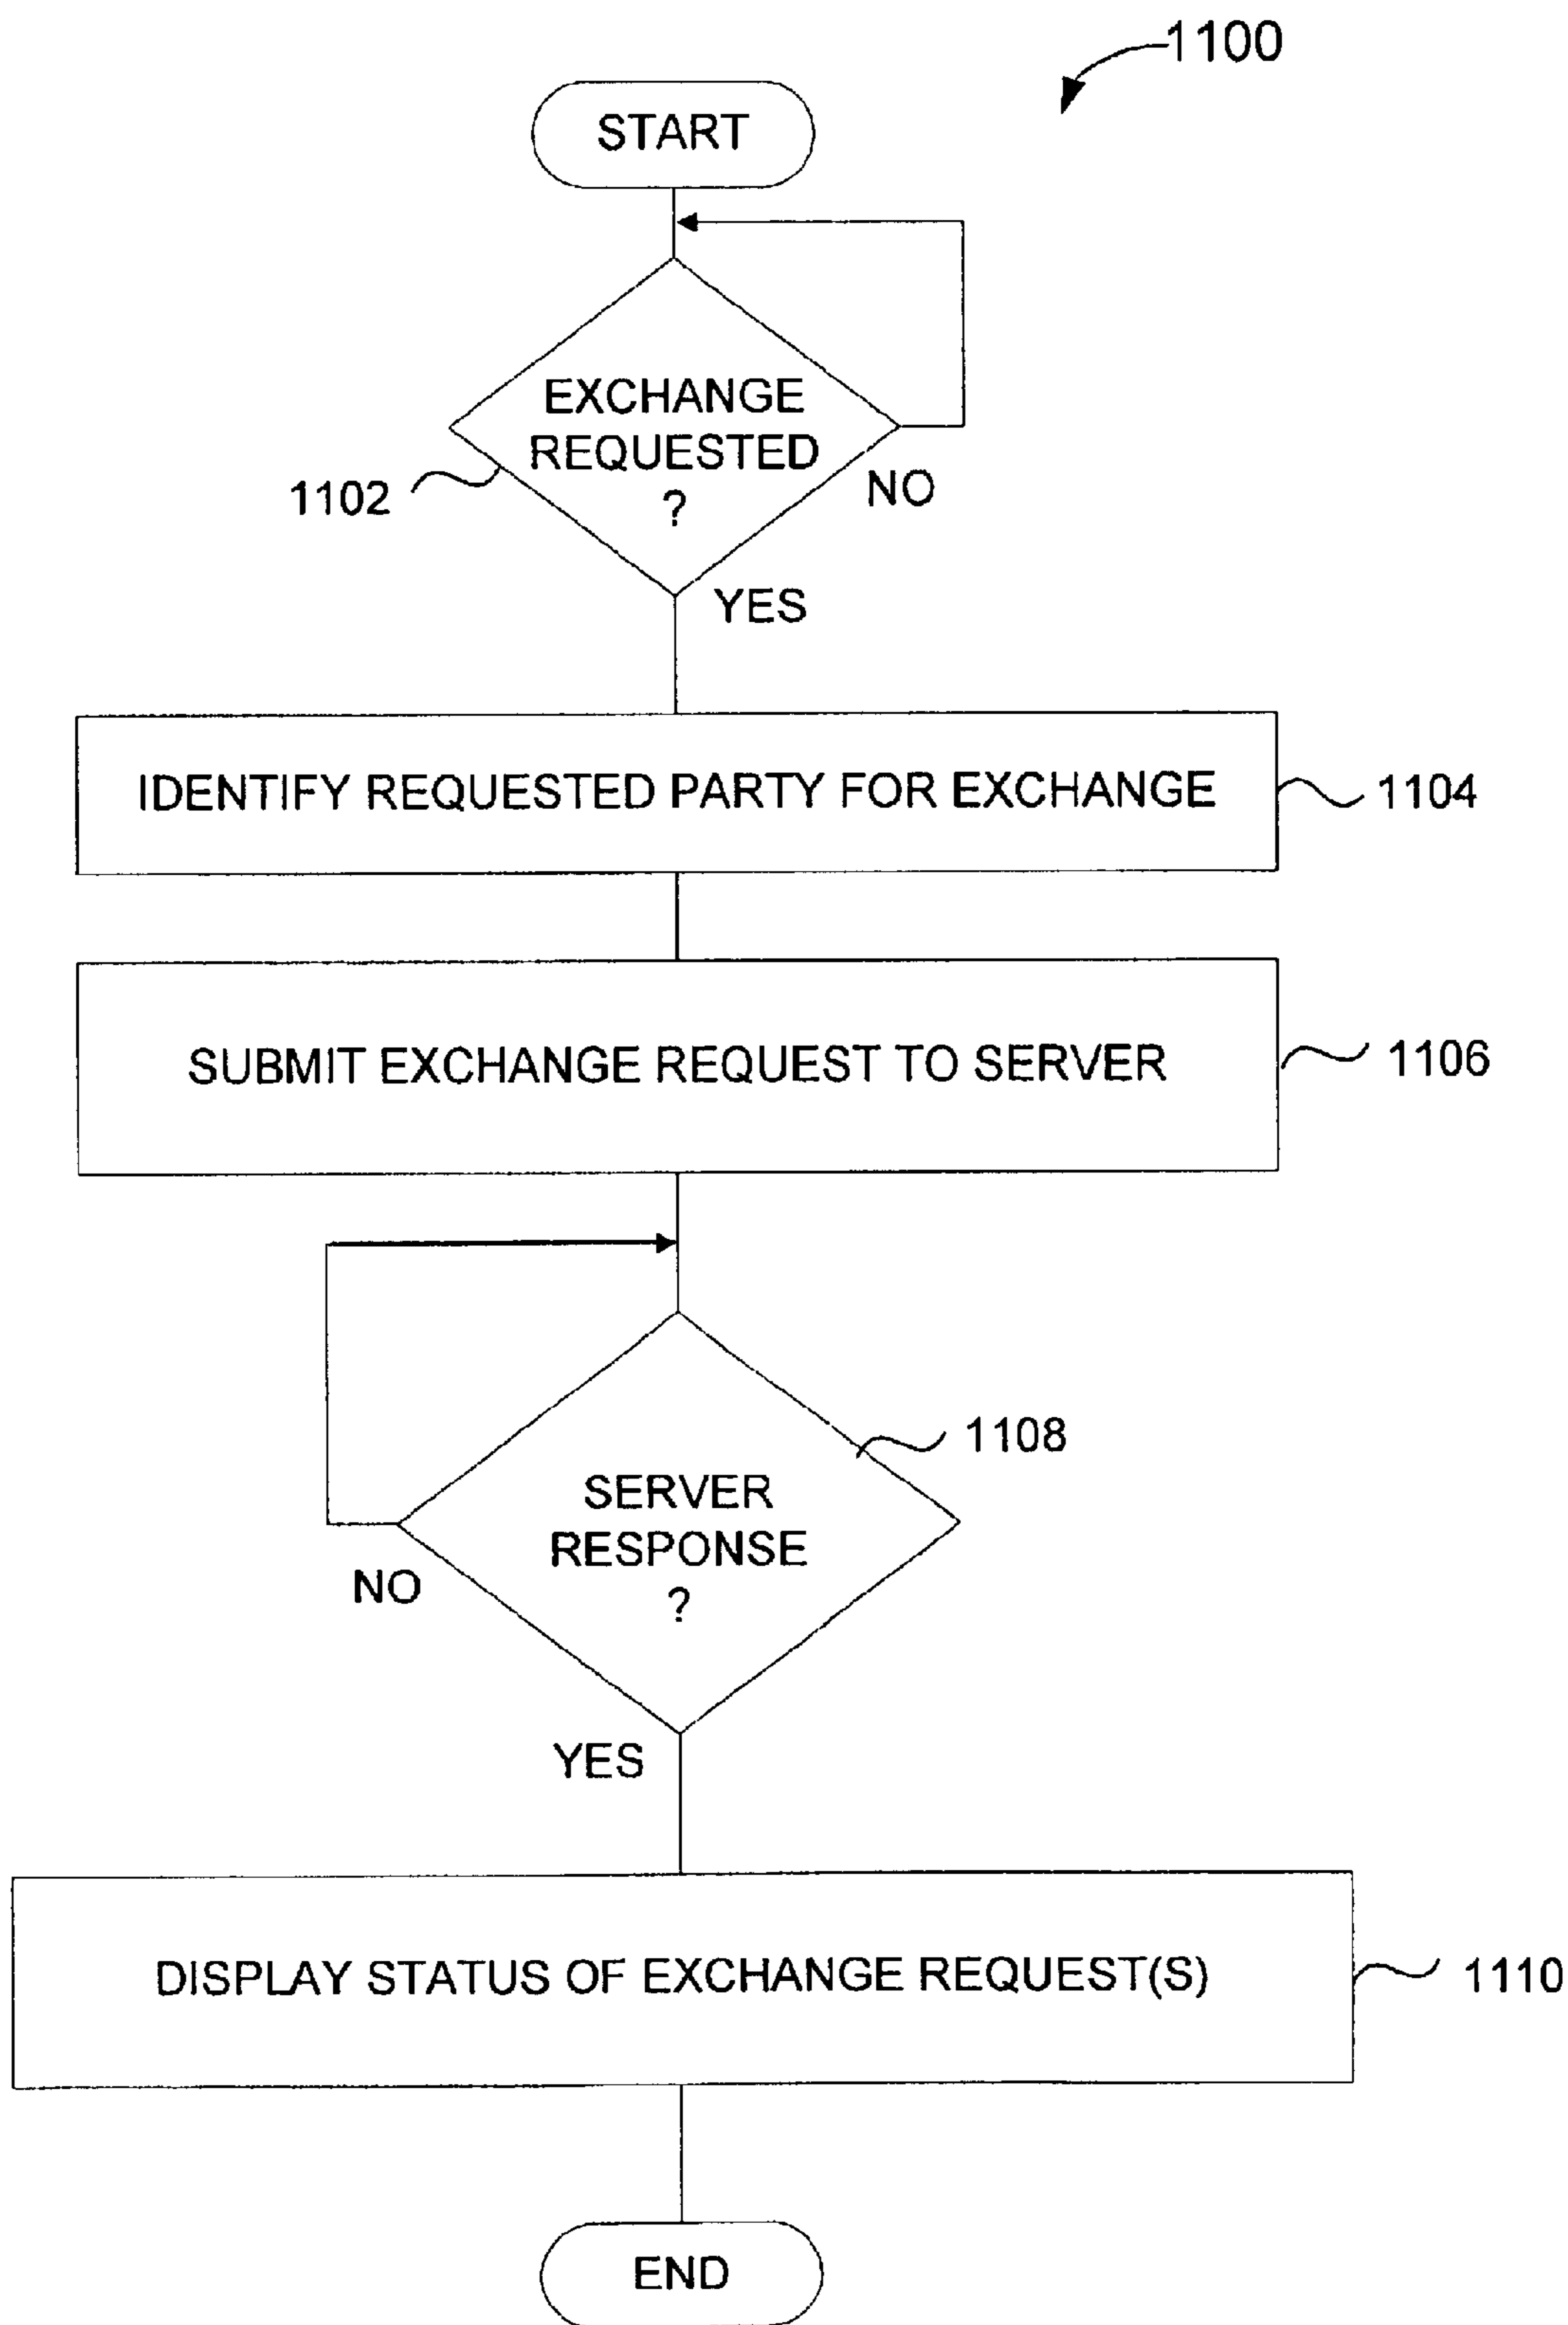 1100
START
EXCHANGE
REQUESTED
?
1102
NO
YES
IDENTIFY REQUESTED PARTY FOR EXCHANGE
1104
SUBMIT EXCHANGE REQUEST TO SERVER
1106
1108
SERVER
RESPONSE
?
NO
YES
DISPLAY STATUS OF EXCHANGE REQUEST(S)
1110
END